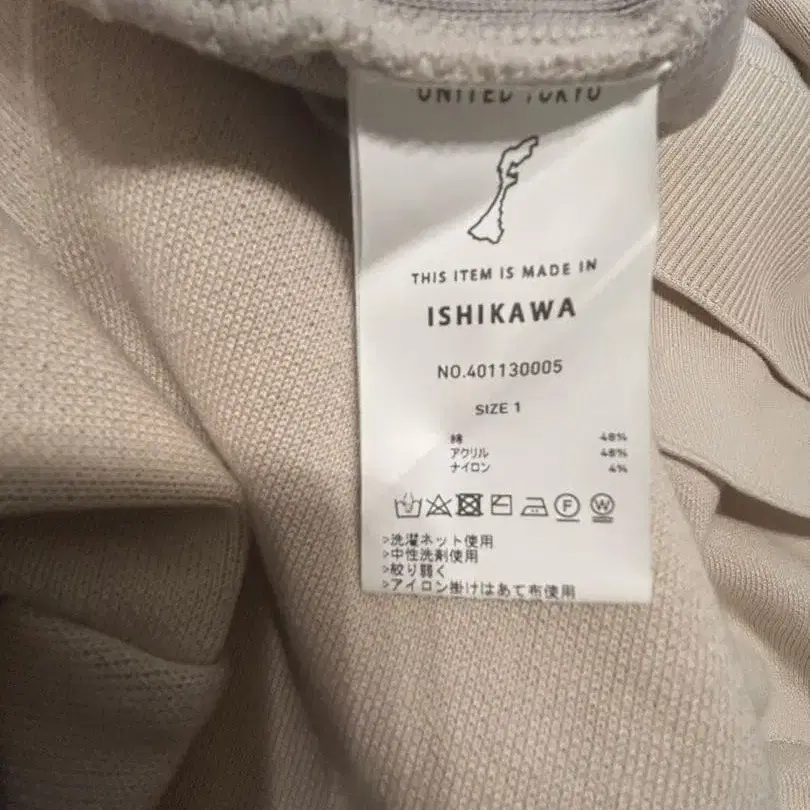 UNITED TOKYO
THIS ITEM IS MADE IN
ISHIKAWA
NO.401130005
SIZE 1
綿 48%
アクリル 48%
ナイロン 4%
F W
>洗濯ネット使用
>中性洗剤使用
>絞り弱く
>アイロン掛けはあて布使用